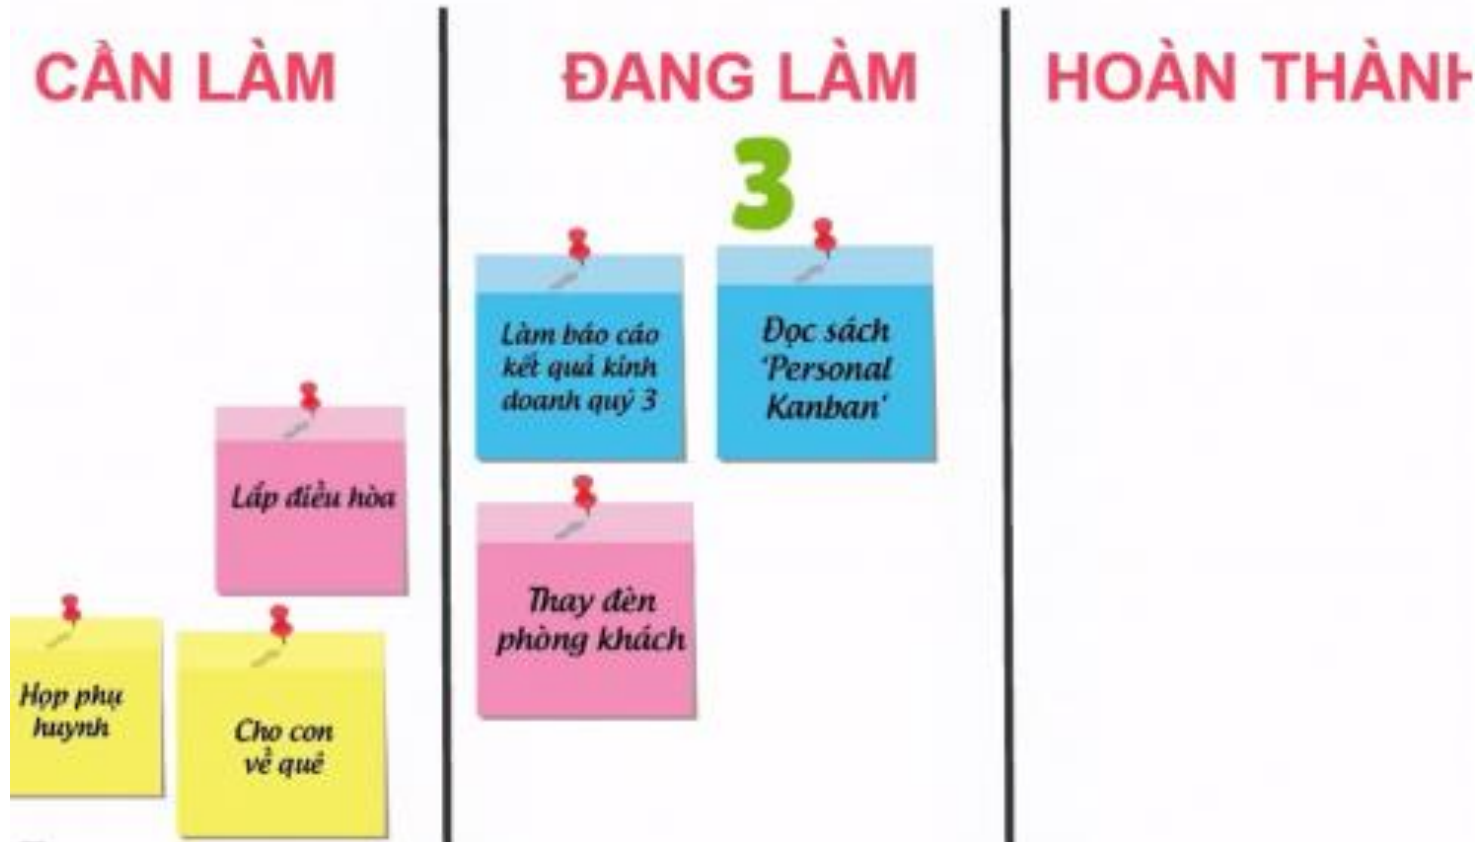 CẦN LÀM
ĐANG LÀM
HOÀN THÀNH
3
Làm báo cáo
kết quả kinh
doanh quý 3
Đọc sách
'Personal
Kanban'
Lắp điều hòa
Thay đèn
phòng khách
Họp phụ
huynh
Cho con
về quê